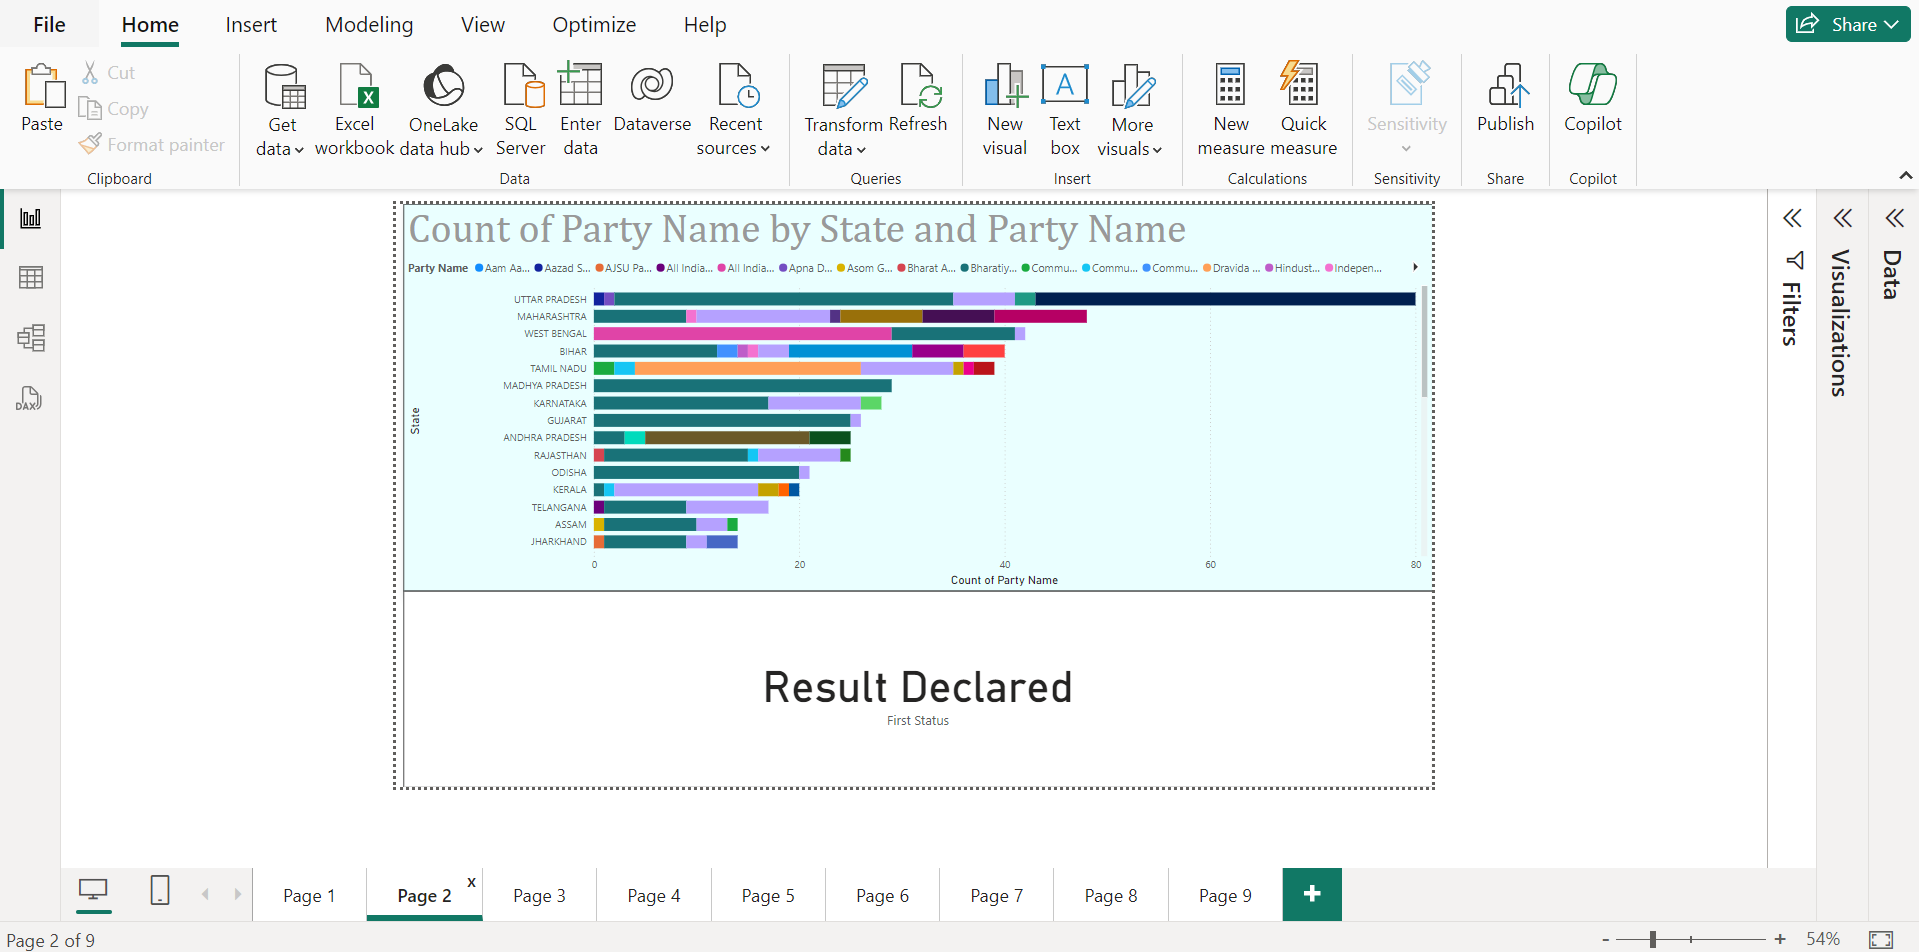 File Home Insert Modeling View Optimize Help Share
Paste Cut Copy Format painter
Clipboard
Get data Excel workbook OneLake data hub SQL Server Enter data Dataverse Recent sources
Data
Transform data Refresh
Queries
New visual Text box More visuals
Insert
New measure Quick measure
Calculations
Sensitivity
Sensitivity
Publish
Share
Copilot
Copilot
Count of Party Name by State and Party Name
Party Name Aam Aa... Aazad S... AJSU Pa... All India... All India... Apna D... Asom G... Bharat A... Bharatiy... Commu... Commu... Commu... Dravida ... Hindust... Indepen...
State
UTTAR PRADESH
MAHARASHTRA
WEST BENGAL
BIHAR
TAMIL NADU
MADHYA PRADESH
KARNATAKA
GUJARAT
ANDHRA PRADESH
RAJASTHAN
ODISHA
KERALA
TELANGANA
ASSAM
JHARKHAND
0 20 40 60 80
Count of Party Name
Result Declared
First Status
Filters
Visualizations
Data
DAX
Page 1 Page 2 x Page 3 Page 4 Page 5 Page 6 Page 7 Page 8 Page 9 +
Page 2 of 9 - + 54%